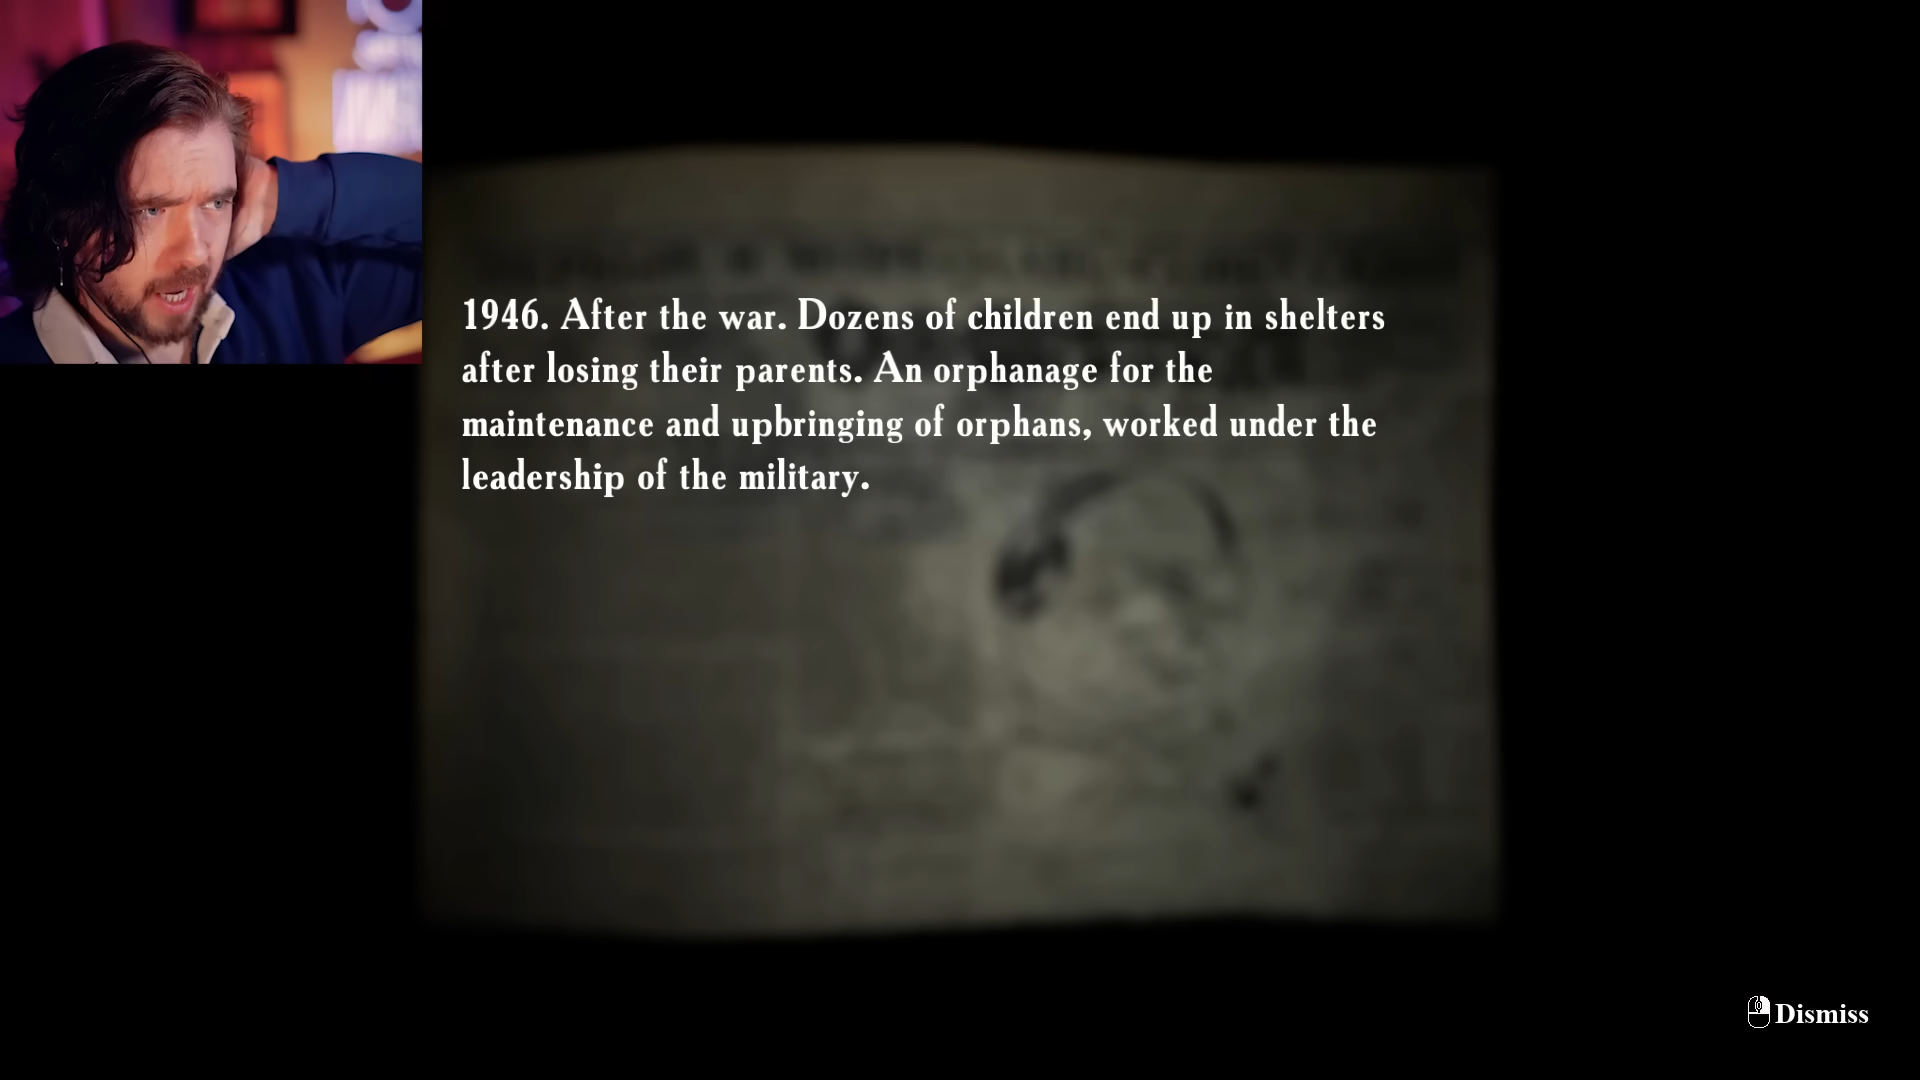 1946. After the war. Dozens of children end up in shelters
after losing their parents. An orphanage for the
maintenance and upbringing of orphans, worked under the
leadership of the military.
Dismiss